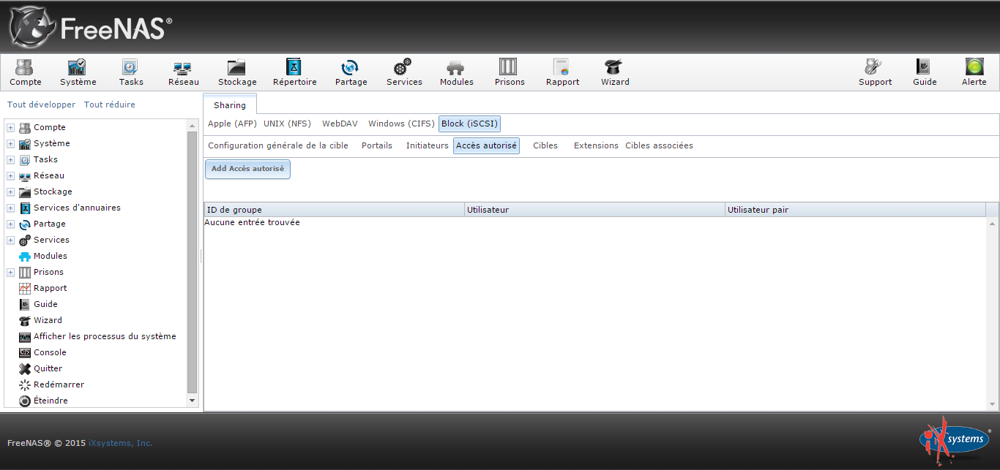 FreeNAS®
Compte Système Tasks Réseau Stockage Répertoire Partage Services Modules Prisons Rapport Wizard Support Guide Alerte
Tout développer Tout réduire
Compte
Système
Tasks
Réseau
Stockage
Services d'annuaires
Partage
Services
Modules
Prisons
Rapport
Guide
Wizard
Afficher les processus du système
Console
Quitter
Redémarrer
Éteindre
Sharing
Apple (AFP) UNIX (NFS) WebDAV Windows (CIFS) Block (iSCSI)
Configuration générale de la cible Portails Initiateurs Accès autorisé Cibles Extensions Cibles associées
Add Accès autorisé
ID de groupe Utilisateur Utilisateur pair
Aucune entrée trouvée
FreeNAS® © 2015 iXsystems, Inc.
iXsystems®